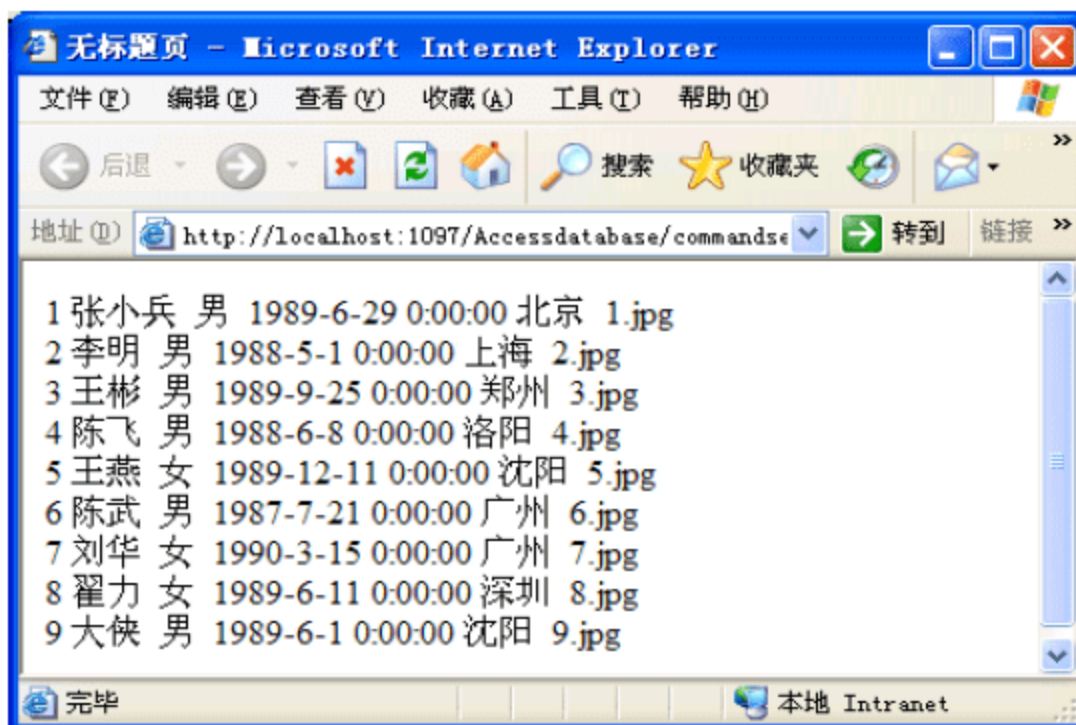 无标题页 - Microsoft Internet Explorer
文件(F) 编辑(E) 查看(V) 收藏(A) 工具(T) 帮助(H)
后退 搜索 收藏夹 »
地址(D) http://localhost:1097/Accessdatabase/commandse 转到 链接 »
1 张小兵 男 1989-6-29 0:00:00 北京 1.jpg
2 李明 男 1988-5-1 0:00:00 上海 2.jpg
3 王彬 男 1989-9-25 0:00:00 郑州 3.jpg
4 陈飞 男 1988-6-8 0:00:00 洛阳 4.jpg
5 王燕 女 1989-12-11 0:00:00 沈阳 5.jpg
6 陈武 男 1987-7-21 0:00:00 广州 6.jpg
7 刘华 女 1990-3-15 0:00:00 广州 7.jpg
8 翟力 女 1989-6-11 0:00:00 深圳 8.jpg
9 大侠 男 1989-6-1 0:00:00 沈阳 9.jpg
完毕 本地 Intranet